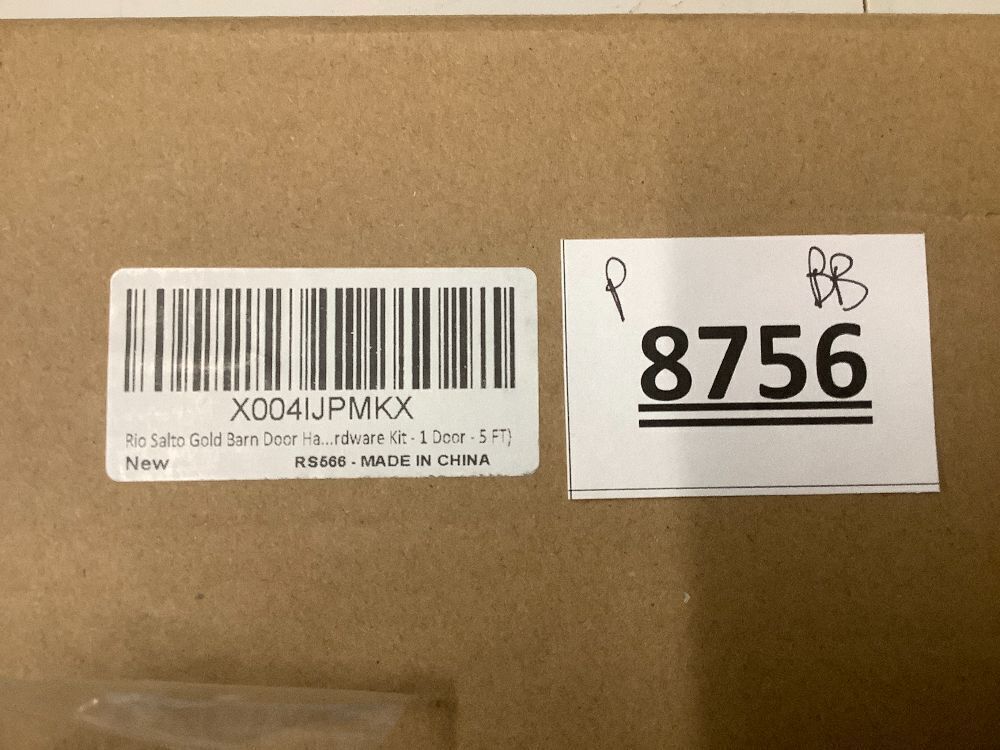 X004IJPMKX
Rio Salto Gold Barn Door Ha...rdware Kit - 1 Door - 5 FT)
New RS566 - MADE IN CHINA
P BB
8756